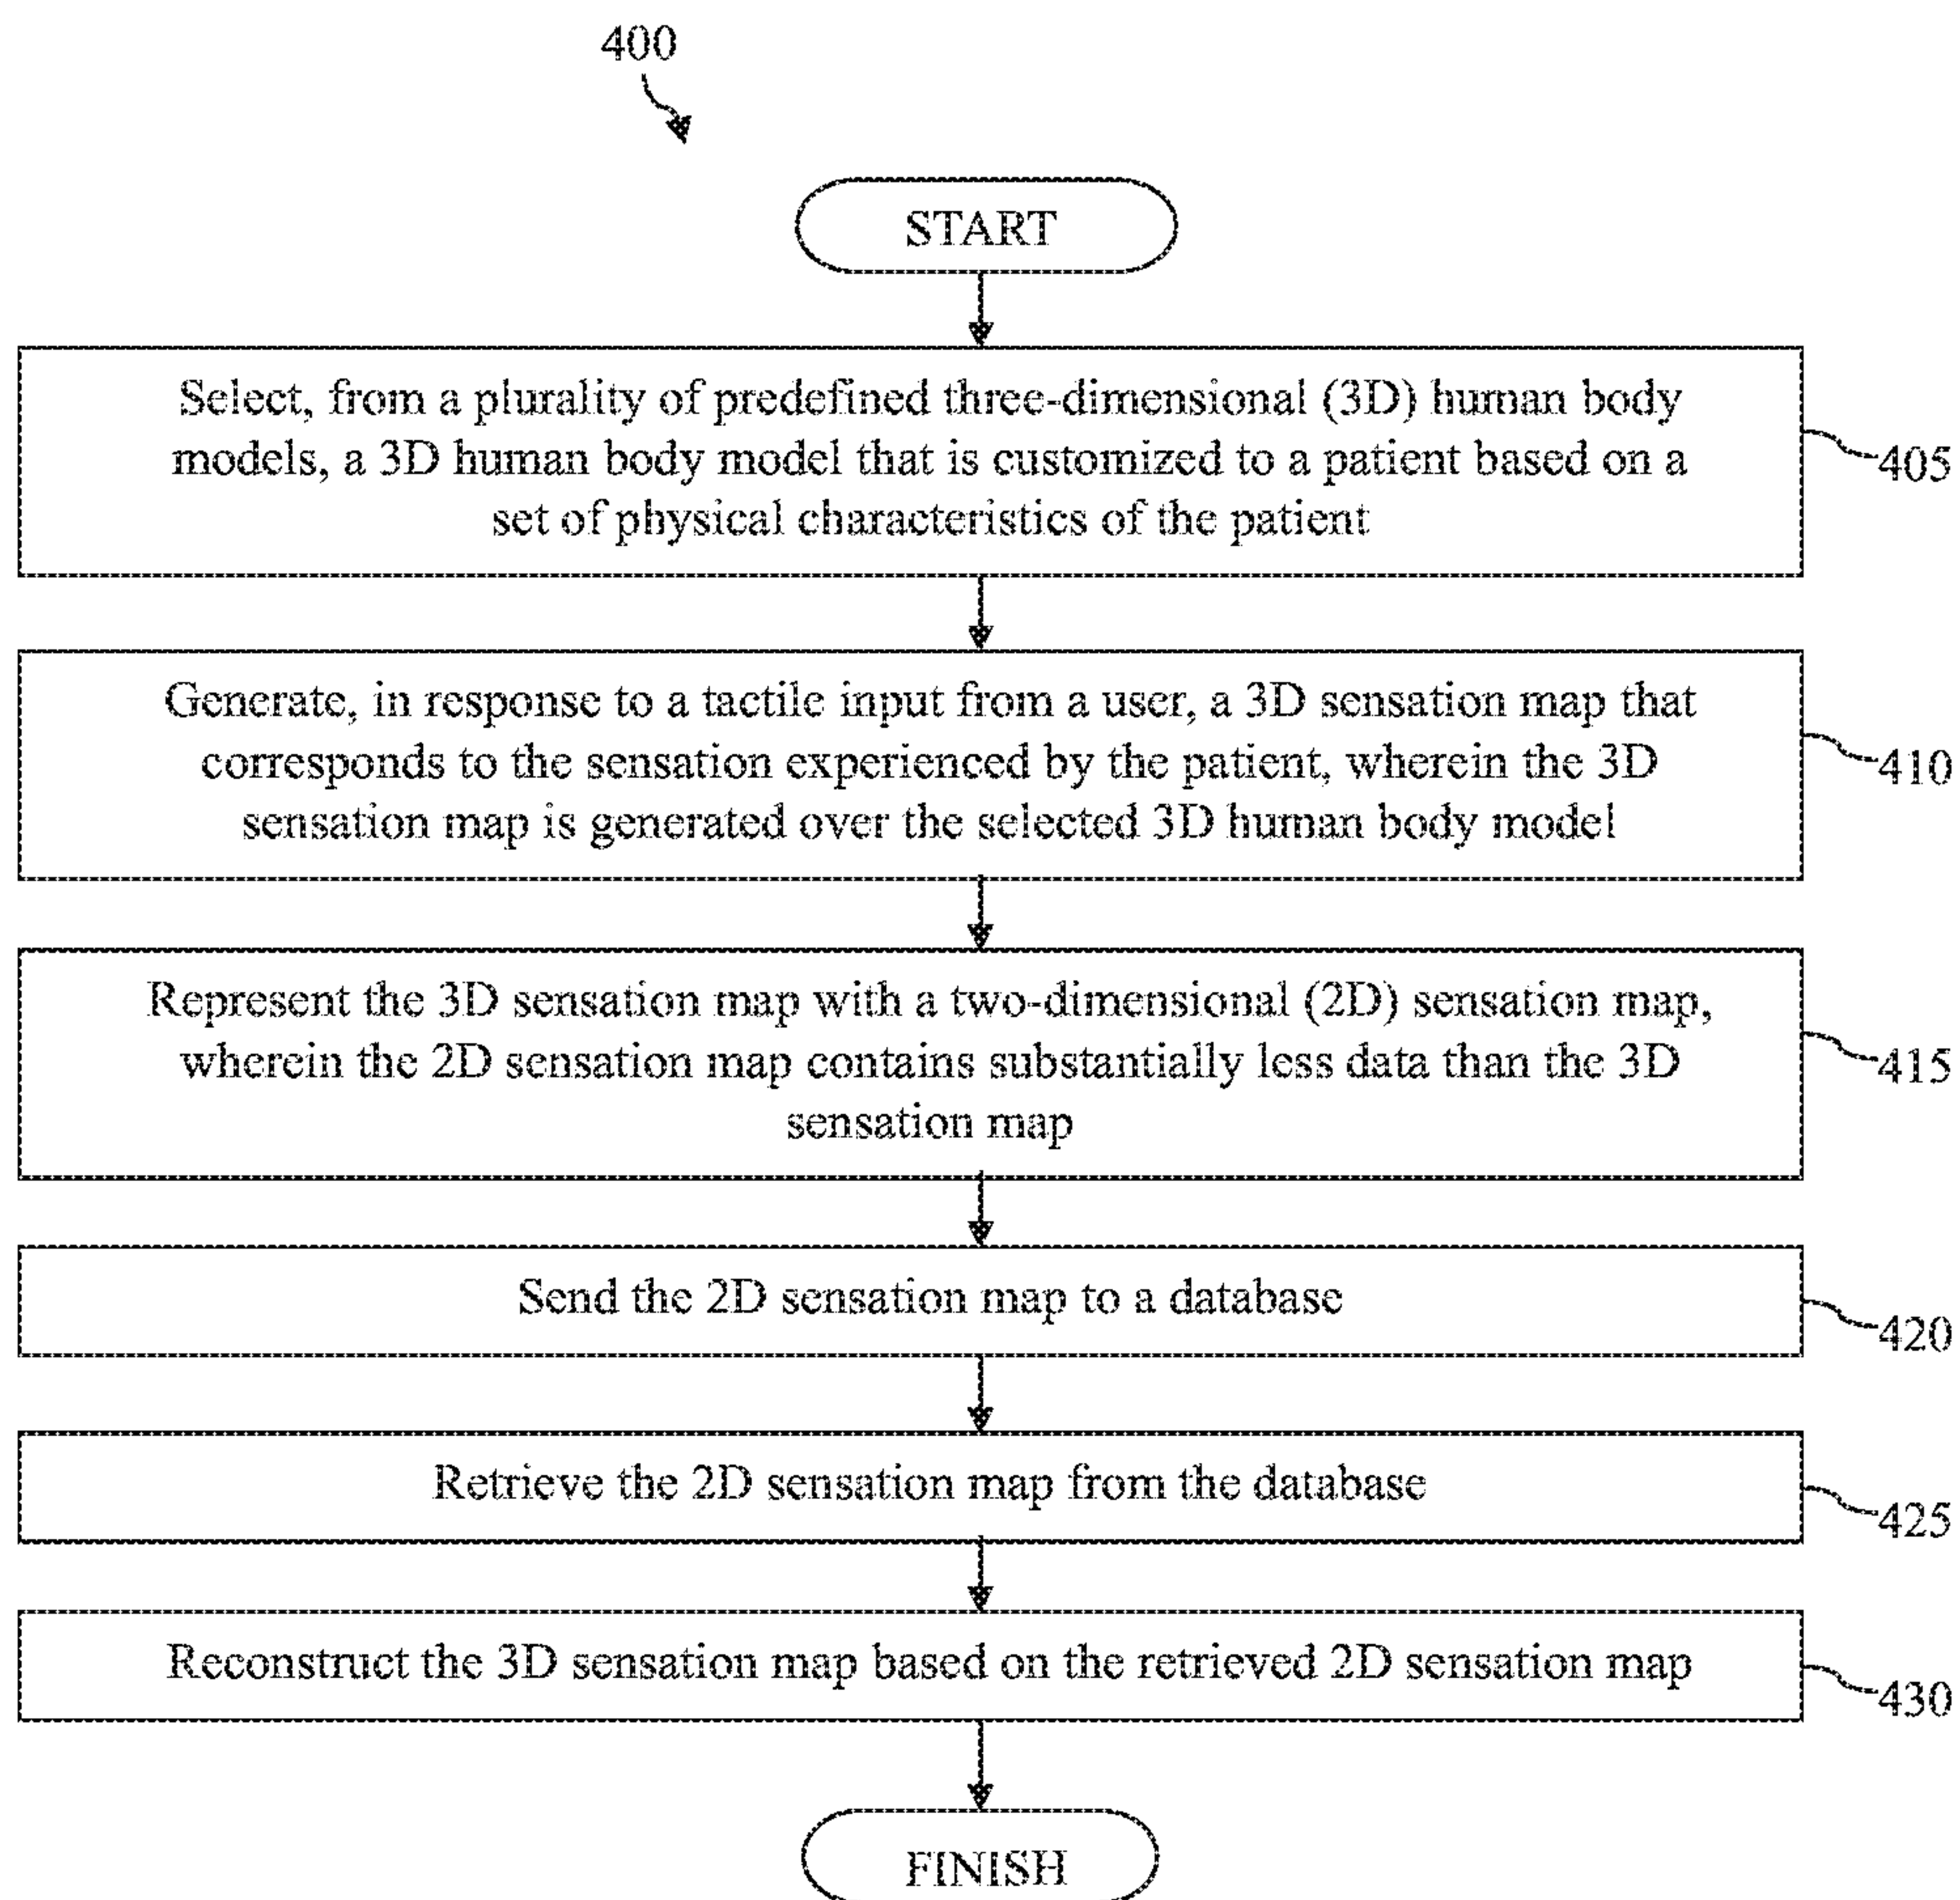 400
START
Select, from a plurality of predefined three-dimensional (3D) human body
models, a 3D human body model that is customized to a patient based on a
set of physical characteristics of the patient
405
Generate, in response to a tactile input from a user, a 3D sensation map that
corresponds to the sensation experienced by the patient, wherein the 3D
sensation map is generated over the selected 3D human body model
410
Represent the 3D sensation map with a two-dimensional (2D) sensation map,
wherein the 2D sensation map contains substantially less data than the 3D
sensation map
415
Send the 2D sensation map to a database
420
Retrieve the 2D sensation map from the database
425
Reconstruct the 3D sensation map based on the retrieved 2D sensation map
430
FINISH